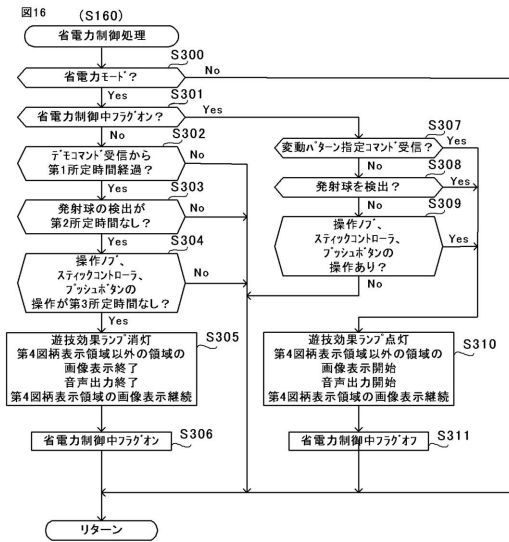 図16
(S160)
省電力制御処理
S300
省電力モード?
No
Yes
S301
省電力制御中フラグオン?
Yes
No
S302
デモコマンド受信から
第1所定時間経過?
No
Yes
S303
発射球の検出が
第2所定時間なし?
No
Yes
S304
操作ノブ、
スティックコントローラ、
プッシュボタンの
操作が第3所定時間なし?
No
Yes
S305
遊技効果ランプ消灯
第4図柄表示領域以外の領域の
画像表示終了
音声出力終了
第4図柄表示領域の画像表示継続
S306
省電力制御中フラグオン
S307
変動パターン指定コマンド受信?
Yes
No
S308
発射球を検出?
Yes
No
S309
操作ノブ、
スティックコントローラ、
プッシュボタンの
操作あり?
Yes
No
S310
遊技効果ランプ点灯
第4図柄表示領域以外の領域の
画像表示開始
音声出力開始
第4図柄表示領域の画像表示継続
S311
省電力制御中フラグオフ
リターン